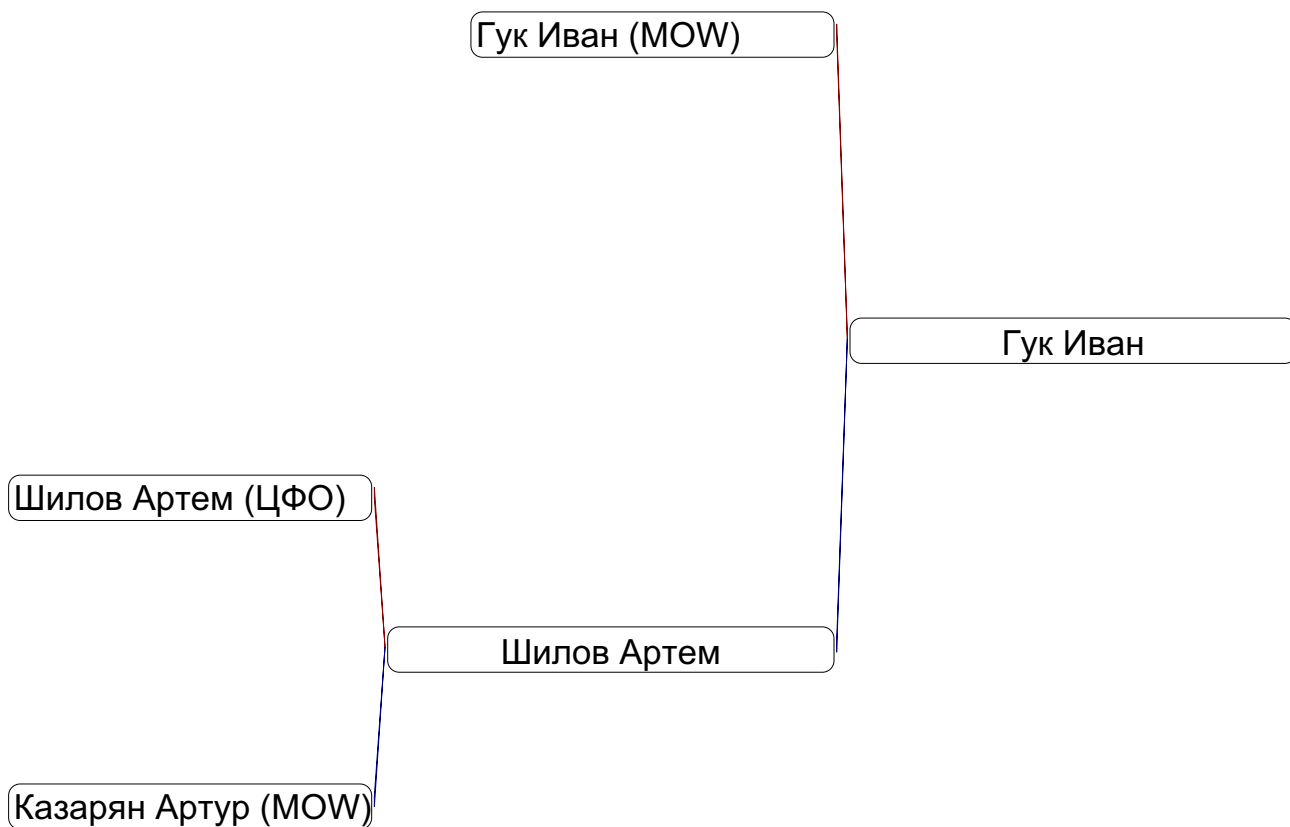 Гук Иван (MOW)
Гук Иван
Шилов Артем (ЦФО)
Шилов Артем
Казарян Артур (MOW)